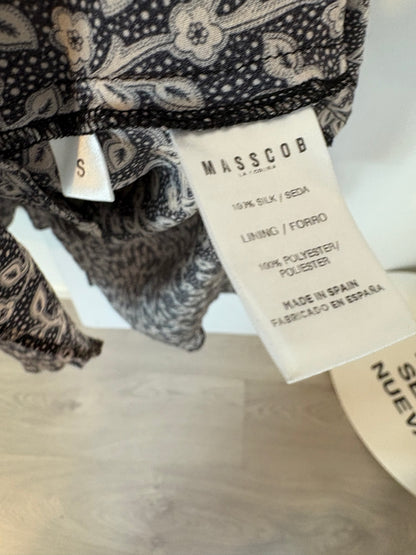 S
MASSCOB
LA CORUÑA
100% SILK / SEDA
LINING / FORRO
100% POLYESTER/
POLIESTER
MADE IN SPAIN
FABRICADO EN ESPAÑA